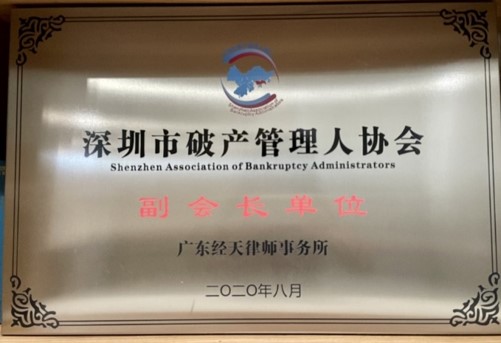 深圳市破产管理人协会
Shenzhen Association of Bankruptcy Administrators
副会长单位
广东经天律师事务所
二〇二〇年八月